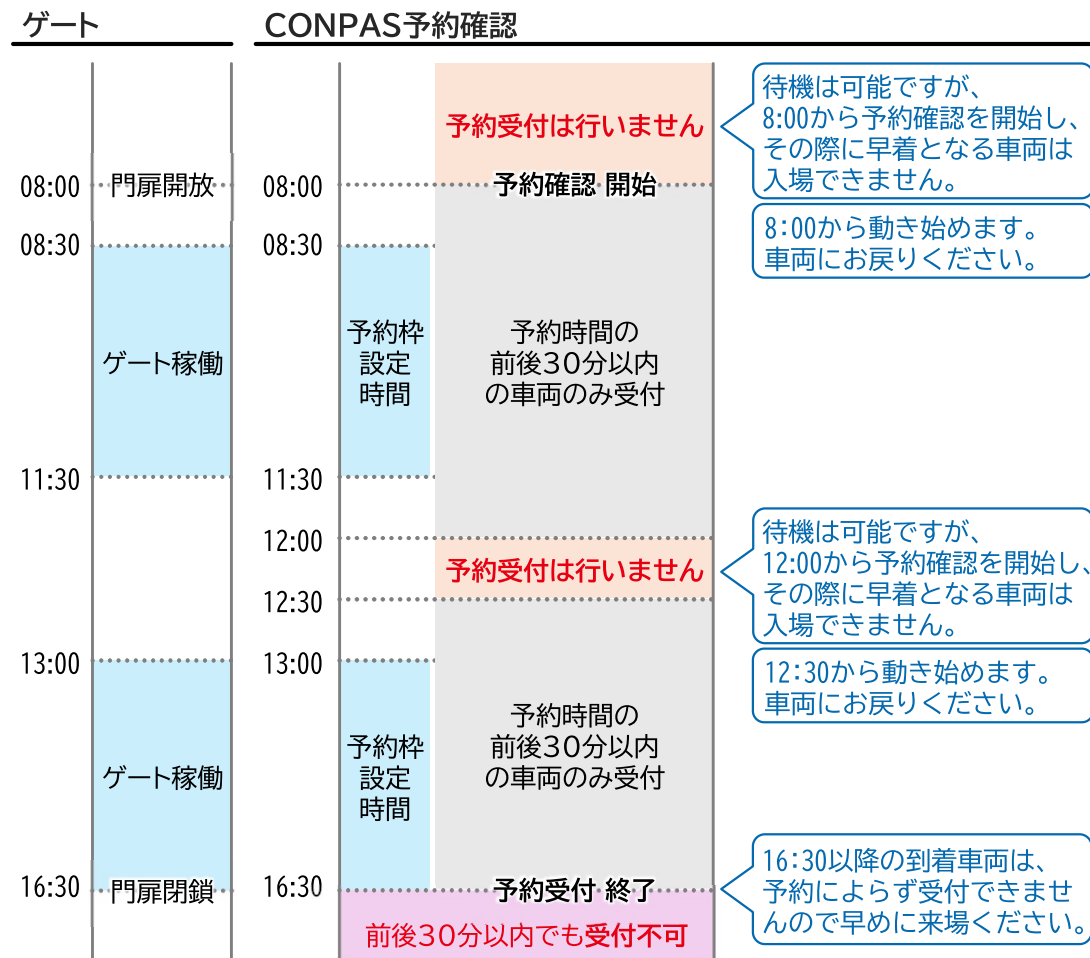 ゲート
CONPAS予約確認
予約受付は行いません
待機は可能ですが、
8:00から予約確認を開始し、
その際に早着となる車両は
入場できません。
08:00
門扉開放
08:00
予約確認 開始
8:00から動き始めます。
車両にお戻りください。
08:30
08:30
ゲート稼働
予約枠
設定
時間
予約時間の
前後30分以内
の車両のみ受付
11:30
11:30
12:00
予約受付は行いません
12:30
待機は可能ですが、
12:00から予約確認を開始し、
その際に早着となる車両は
入場できません。
13:00
13:00
12:30から動き始めます。
車両にお戻りください。
ゲート稼働
予約枠
設定
時間
予約時間の
前後30分以内
の車両のみ受付
16:30
門扉閉鎖
16:30
予約受付 終了
前後30分以内でも受付不可
16:30以降の到着車両は、
予約によらず受付できませ
んので早めに来場ください。